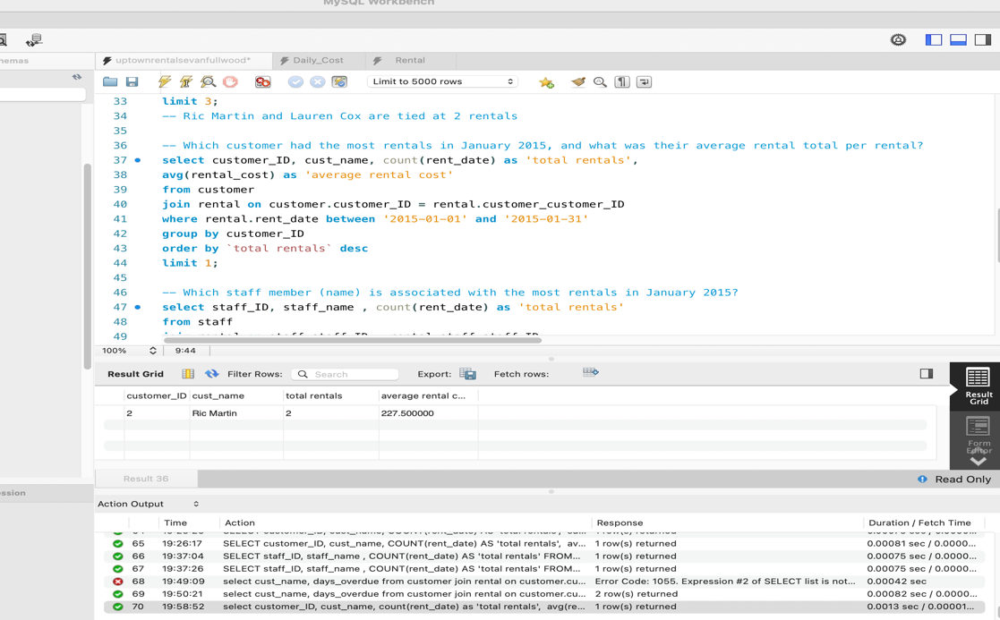 MySQL Workbench
hemas
uptownrentalsevanfullwood*
Daily_Cost
Rental
Limit to 5000 rows
33 limit 3;
34 -- Ric Martin and Lauren Cox are tied at 2 rentals
35
36 -- Which customer had the most rentals in January 2015, and what was their average rental total per rental?
37 select customer_ID, cust_name, count(rent_date) as 'total rentals',
38 avg(rental_cost) as 'average rental cost'
39 from customer
40 join rental on customer.customer_ID = rental.customer_customer_ID
41 where rental.rent_date between '2015-01-01' and '2015-01-31'
42 group by customer_ID
43 order by `total rentals` desc
44 limit 1;
45
46 -- Which staff member (name) is associated with the most rentals in January 2015?
47 select staff_ID, staff_name , count(rent_date) as 'total rentals'
48 from staff
49
100% 9:44
Result Grid Filter Rows: Search Export: Fetch rows:
customer_ID cust_name total rentals average rental c...
2 Ric Martin 2 227.500000
Result
Grid
Form
Editor
Result 36
Read Only
ession
Action Output
Time Action Response Duration / Fetch Time
65 19:26:17 SELECT customer_ID, cust_name, COUNT(rent_date) AS 'total rentals', av... 1 row(s) returned 0.00081 sec / 0.0000...
66 19:37:04 SELECT staff_ID, staff_name , COUNT(rent_date) AS 'total rentals' FROM... 1 row(s) returned 0.00075 sec / 0.0000...
67 19:37:26 SELECT staff_ID, staff_name , COUNT(rent_date) AS 'total rentals' FROM... 1 row(s) returned 0.00075 sec / 0.0000...
68 19:49:09 select cust_name, days_overdue from customer join rental on customer.cu... Error Code: 1055. Expression #2 of SELECT list is not... 0.00042 sec
69 19:50:21 select cust_name, days_overdue from customer join rental on customer.cu... 2 row(s) returned 0.00082 sec / 0.0000...
70 19:58:52 select customer_ID, cust_name, count(rent_date) as 'total rentals', avg(re... 1 row(s) returned 0.0013 sec / 0.00001...